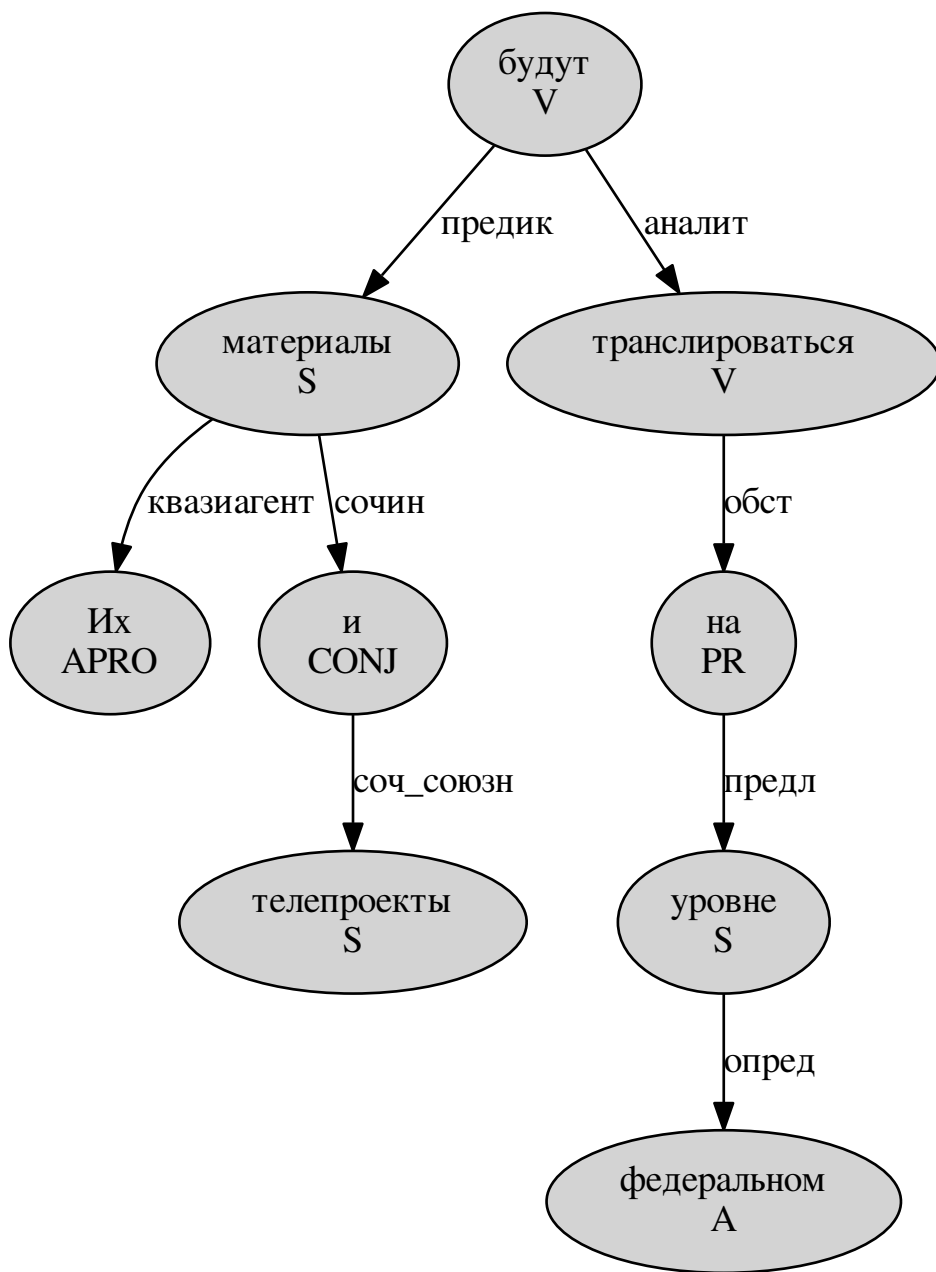 будут
V
предик
аналит
материалы
S
транслироваться
V
квазиагент
сочин
обст
Их
APRO
и
CONJ
на
PR
соч_союзн
предл
телепроекты
S
уровне
S
опред
федеральном
A